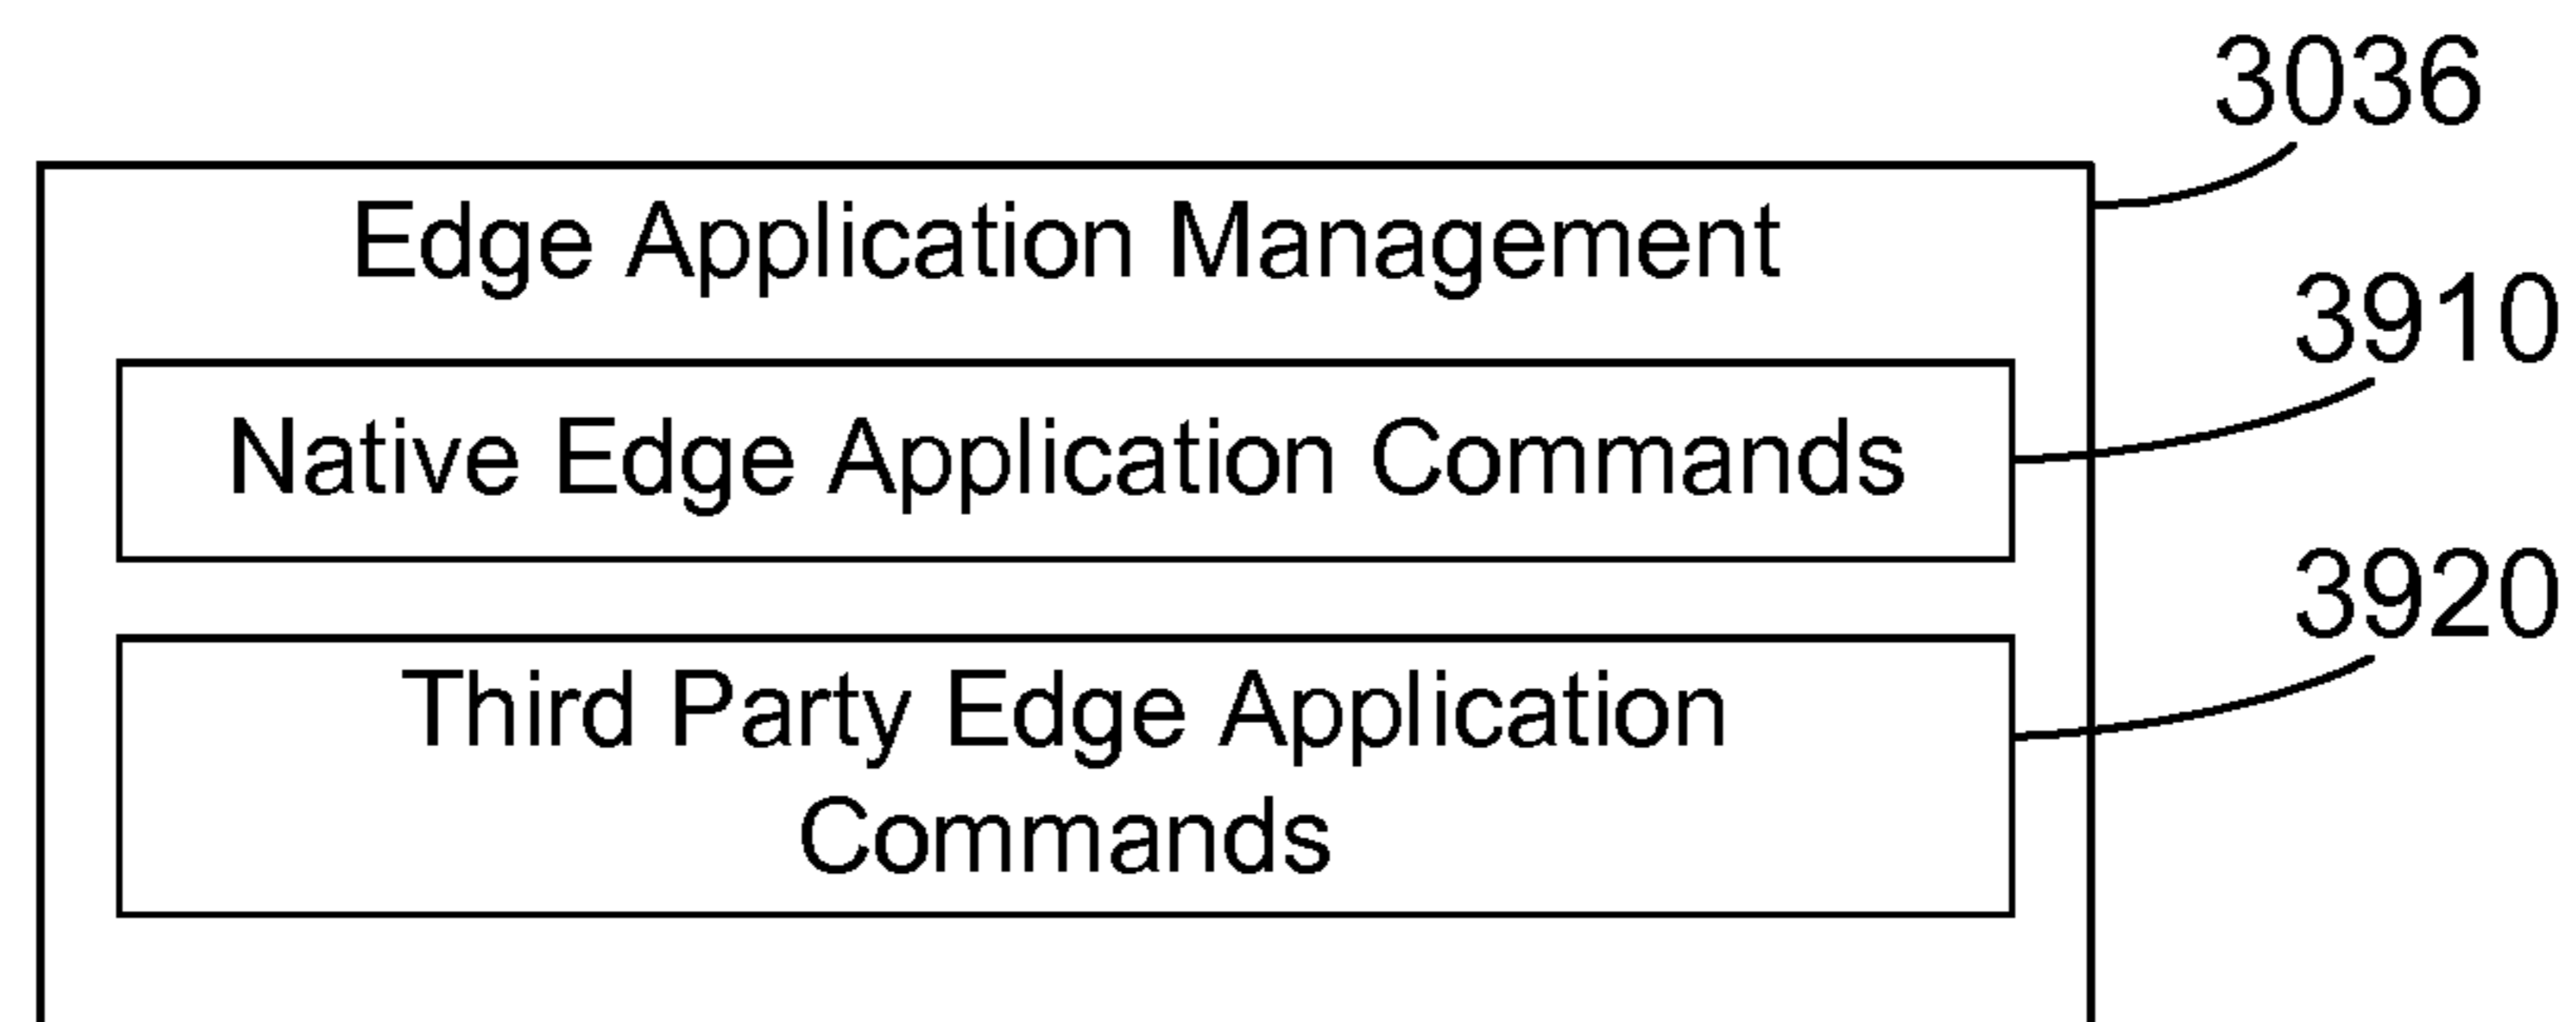 3036
Edge Application Management
3910
Native Edge Application Commands
3920
Third Party Edge Application
Commands